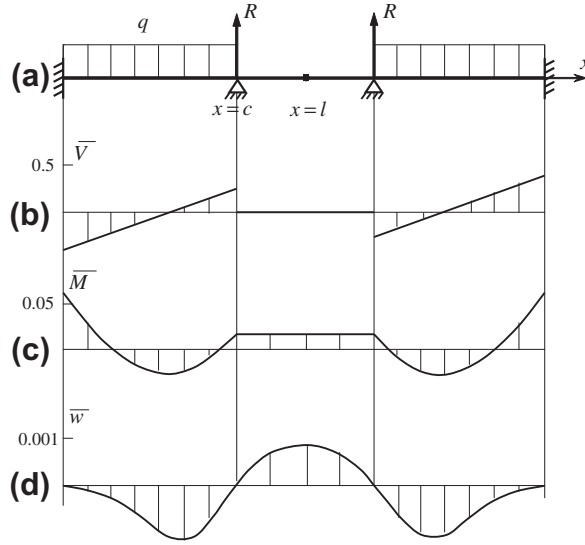 q
R
R
(a)
x = c
x = l
x
V̅
0.5
(b)
M̅
0.05
(c)
w̅
0.001
(d)